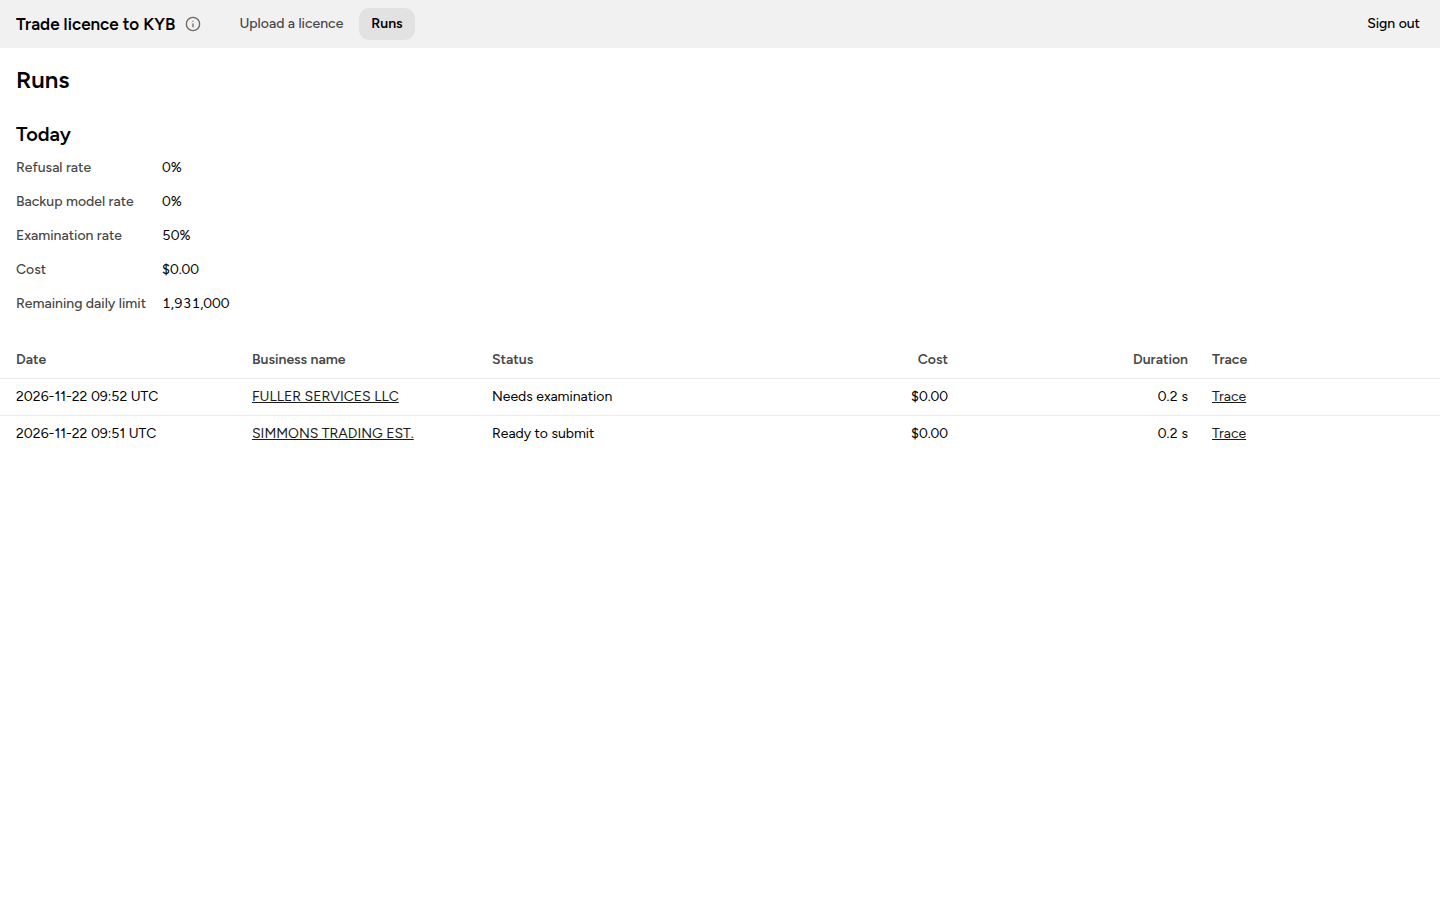 Trade licence to KYB Upload a licence Runs Sign out
Runs
Today
Refusal rate 0%
Backup model rate 0%
Examination rate 50%
Cost $0.00
Remaining daily limit 1,931,000
Date Business name Status Cost Duration Trace
2026-11-22 09:52 UTC FULLER SERVICES LLC Needs examination $0.00 0.2 s Trace
2026-11-22 09:51 UTC SIMMONS TRADING EST. Ready to submit $0.00 0.2 s Trace